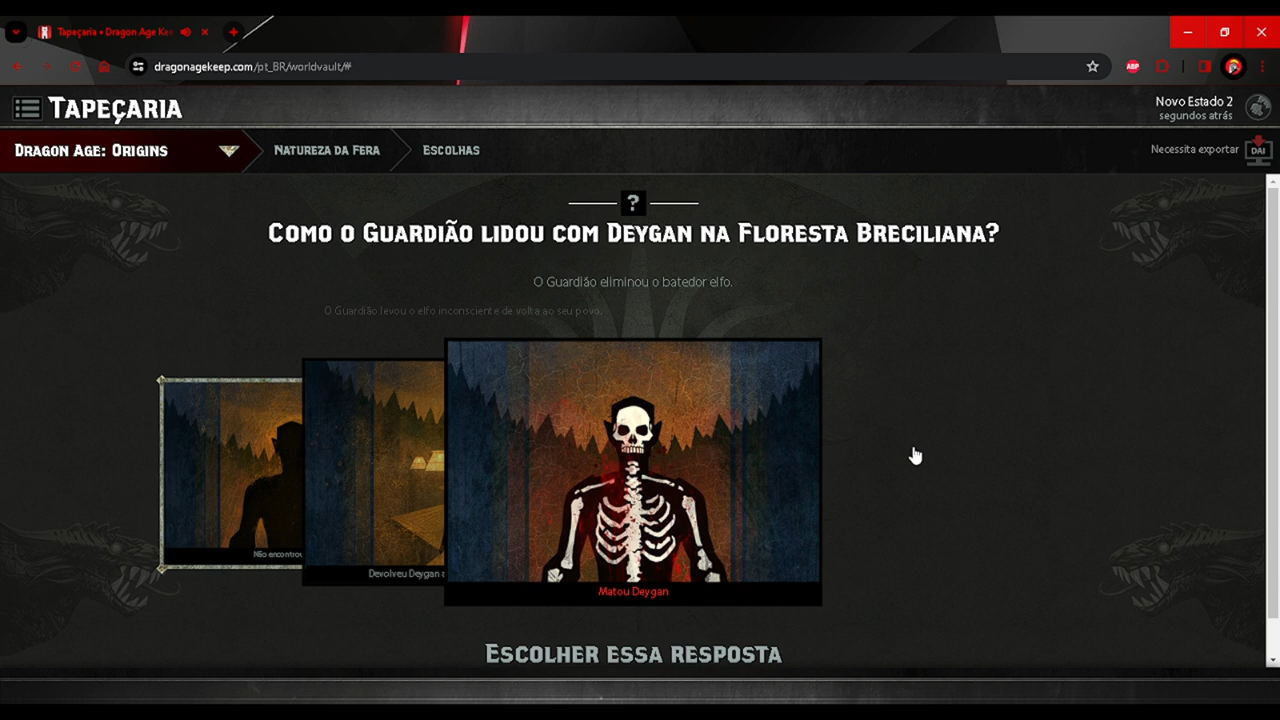 Tapeçaria • Dragon Age Kee
dragonagekeep.com/pt_BR/worldvault/#
ABP
TAPEÇARIA
Novo Estado 2
segundos atrás
DRAGON AGE: ORIGINS
NATUREZA DA FERA
ESCOLHAS
Necessita exportar
DAI
?
COMO O GUARDIÃO LIDOU COM DEYGAN NA FLORESTA BRECILIANA?
O Guardião eliminou o batedor elfo.
O Guardião levou o elfo inconsciente de volta ao seu povo.
Não encontrou
Devolveu Deygan a
Matou Deygan
ESCOLHER ESSA RESPOSTA